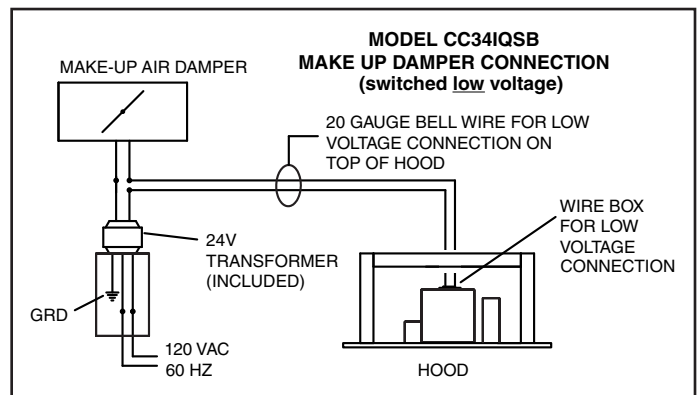 MODEL CC34IQSB
MAKE UP DAMPER CONNECTION
(switched low voltage)
MAKE-UP AIR DAMPER
20 GAUGE BELL WIRE FOR LOW
VOLTAGE CONNECTION ON
TOP OF HOOD
WIRE BOX
FOR LOW
VOLTAGE
CONNECTION
24V
TRANSFORMER
(INCLUDED)
GRD
120 VAC
60 HZ
HOOD